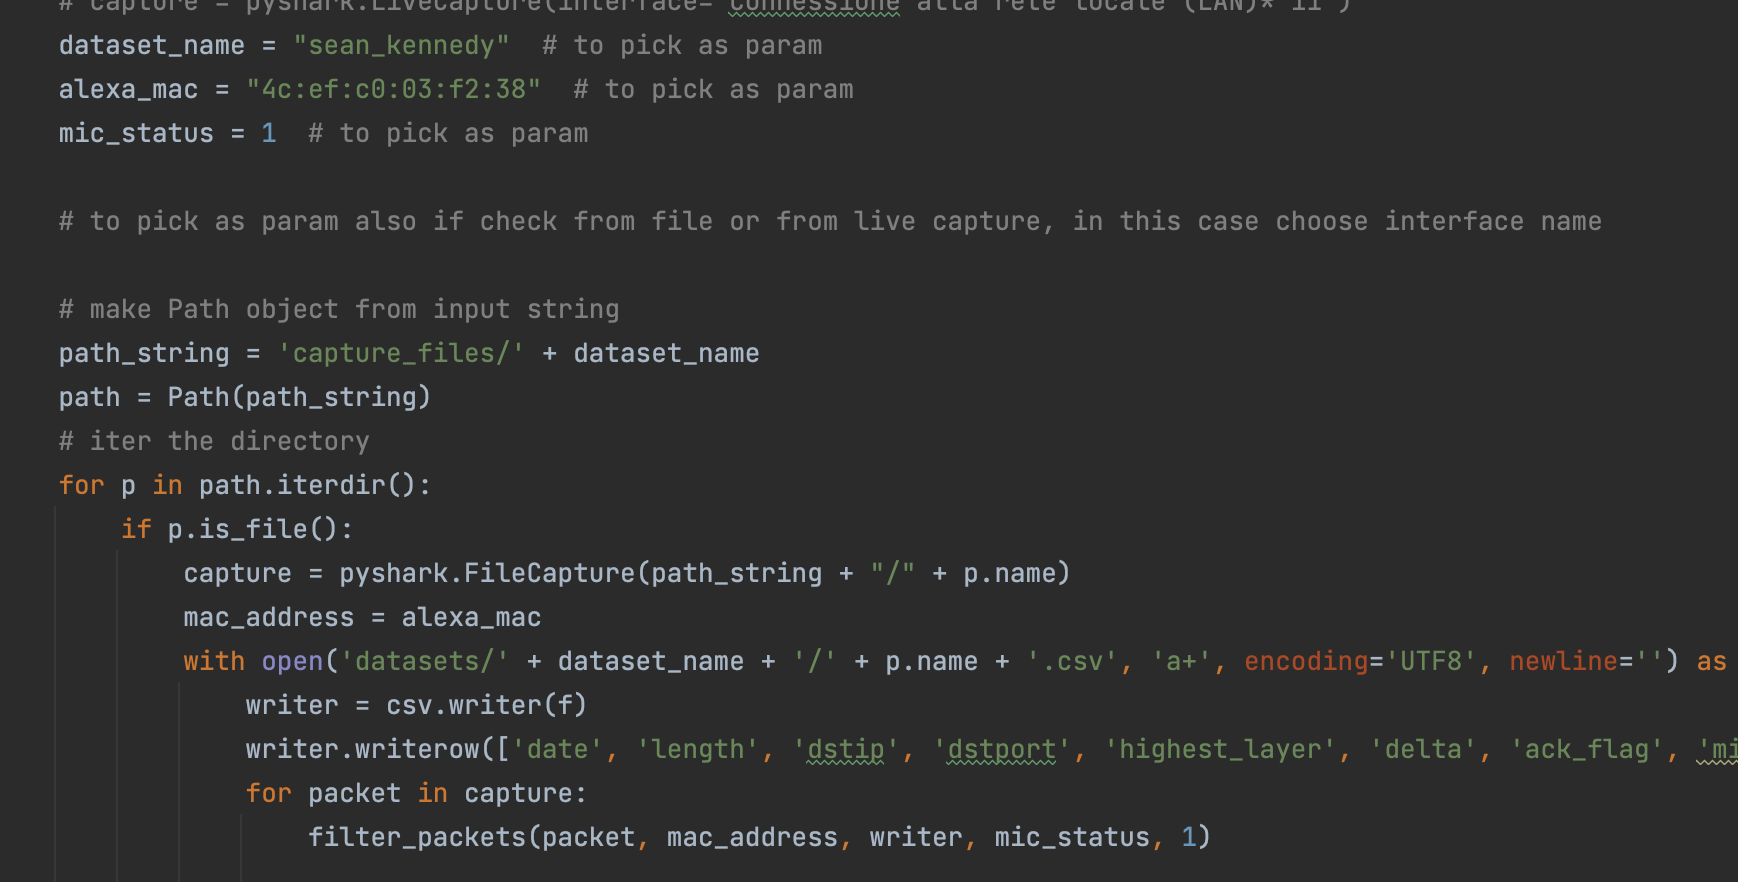 # capture = pyshark.LiveCapture(interface="Connessione alla rete locale (LAN)* 11")
dataset_name = "sean_kennedy"  # to pick as param
alexa_mac = "4c:ef:c0:03:f2:38"  # to pick as param
mic_status = 1  # to pick as param
# to pick as param also if check from file or from live capture, in this case choose interface name
# make Path object from input string
path_string = 'capture_files/' + dataset_name
path = Path(path_string)
# iter the directory
for p in path.iterdir():
if p.is_file():
capture = pyshark.FileCapture(path_string + "/" + p.name)
mac_address = alexa_mac
with open('datasets/' + dataset_name + '/' + p.name + '.csv', 'a+', encoding='UTF8', newline='') as
writer = csv.writer(f)
writer.writerow(['date', 'length', 'dstip', 'dstport', 'highest_layer', 'delta', 'ack_flag', 'mi
for packet in capture:
filter_packets(packet, mac_address, writer, mic_status, 1)